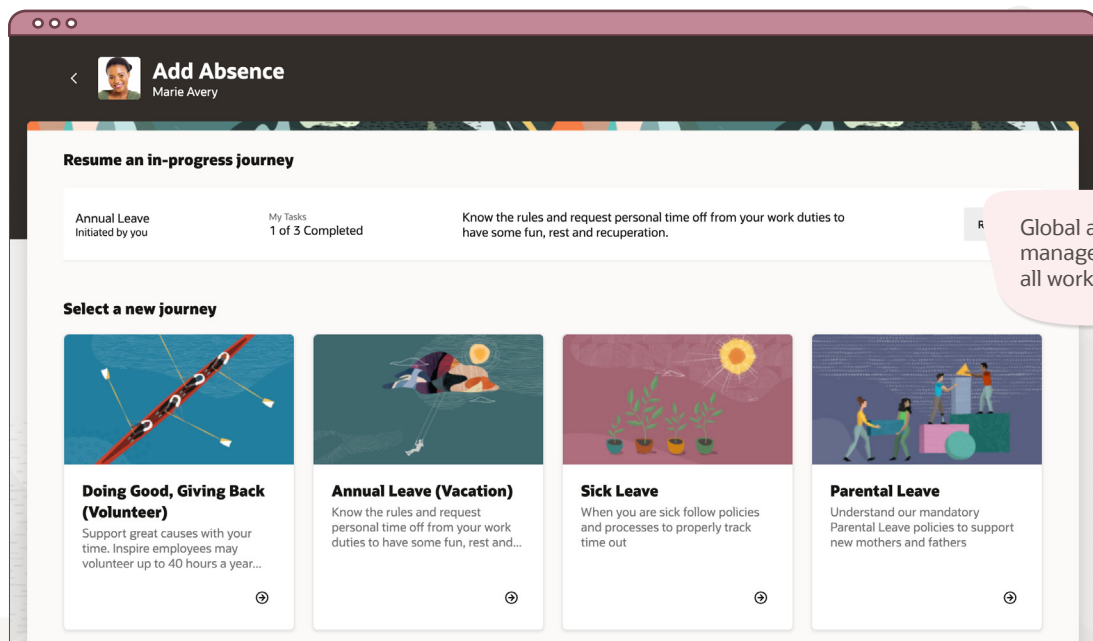 Add Absence
Marie Avery
Resume an in-progress journey
Annual Leave
Initiated by you
My Tasks
1 of 3 Completed
Know the rules and request personal time off from your work duties to
have some fun, rest and recuperation.
Global
manage
all work
Select a new journey
Doing Good, Giving Back
(Volunteer)
Support great causes with your
time. Inspire employees may
volunteer up to 40 hours a year...
Annual Leave (Vacation)
Know the rules and request
personal time off from your work
duties to have some fun, rest and...
Sick Leave
When you are sick follow policies
and processes to properly track
time out
Parental Leave
Understand our mandatory
Parental Leave policies to support
new mothers and fathers